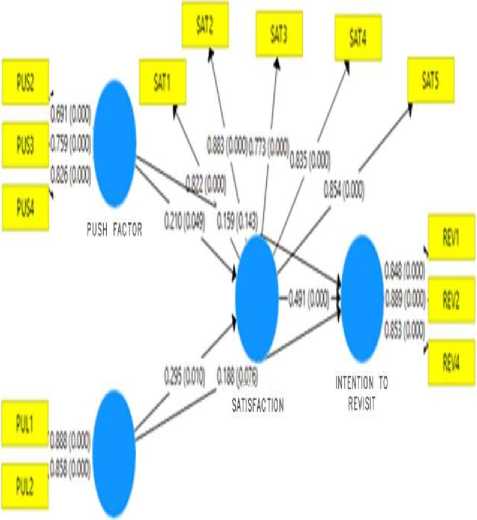 SAT2
SAT3
SAT4
SAT1
SAT5
PUS2
PUS3
PUS4
0.691 (0.000)
0.759 (0.000)
0.826 (0.000)
PUSH FACTOR
0.883 (0.000)
0.773 (0.000)
0.835 (0.000)
0.822 (0.000)
0.854 (0.000)
0.210 (0.049)
0.159 (0.143)
REV1
REV2
REV4
0.848 (0.000)
0.889 (0.000)
0.853 (0.000)
0.491 (0.000)
0.295 (0.010)
0.188 (0.076)
SATISFACTION
INTENTION TO
REVISIT
PUL1
PUL2
0.888 (0.000)
0.858 (0.000)